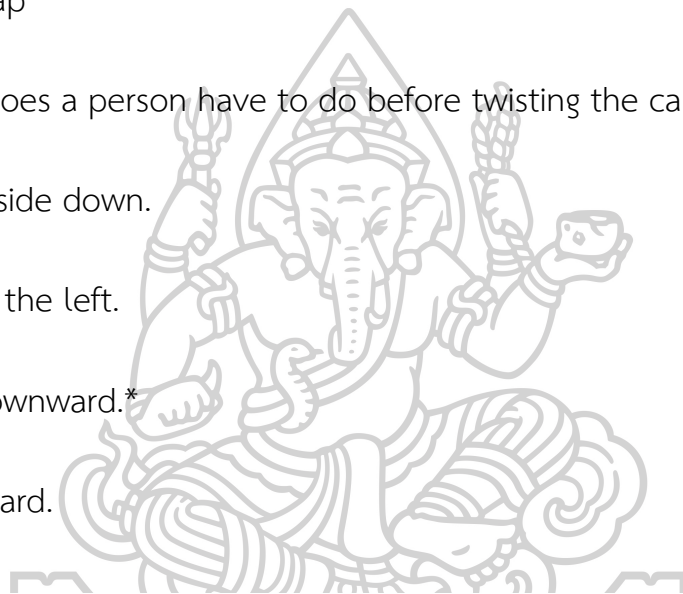 ap
oes a person have to do before twisting the ca
side down.
the left.
ownward.*
ard.